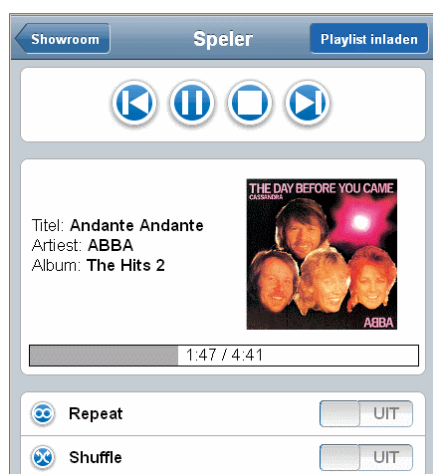 Showroom
Speler
Playlist inladen
THE DAY BEFORE YOU CAME
CASSANDRA
Titel: Andante Andante
Artiest: ABBA
Album: The Hits 2
ABBA
1:47 / 4:41
Repeat
UIT
Shuffle
UIT